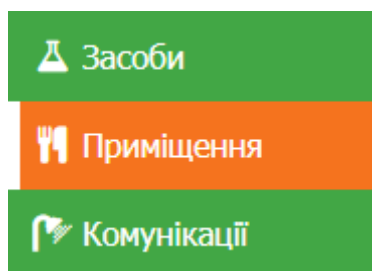 Засоби
Приміщення
Комунікації